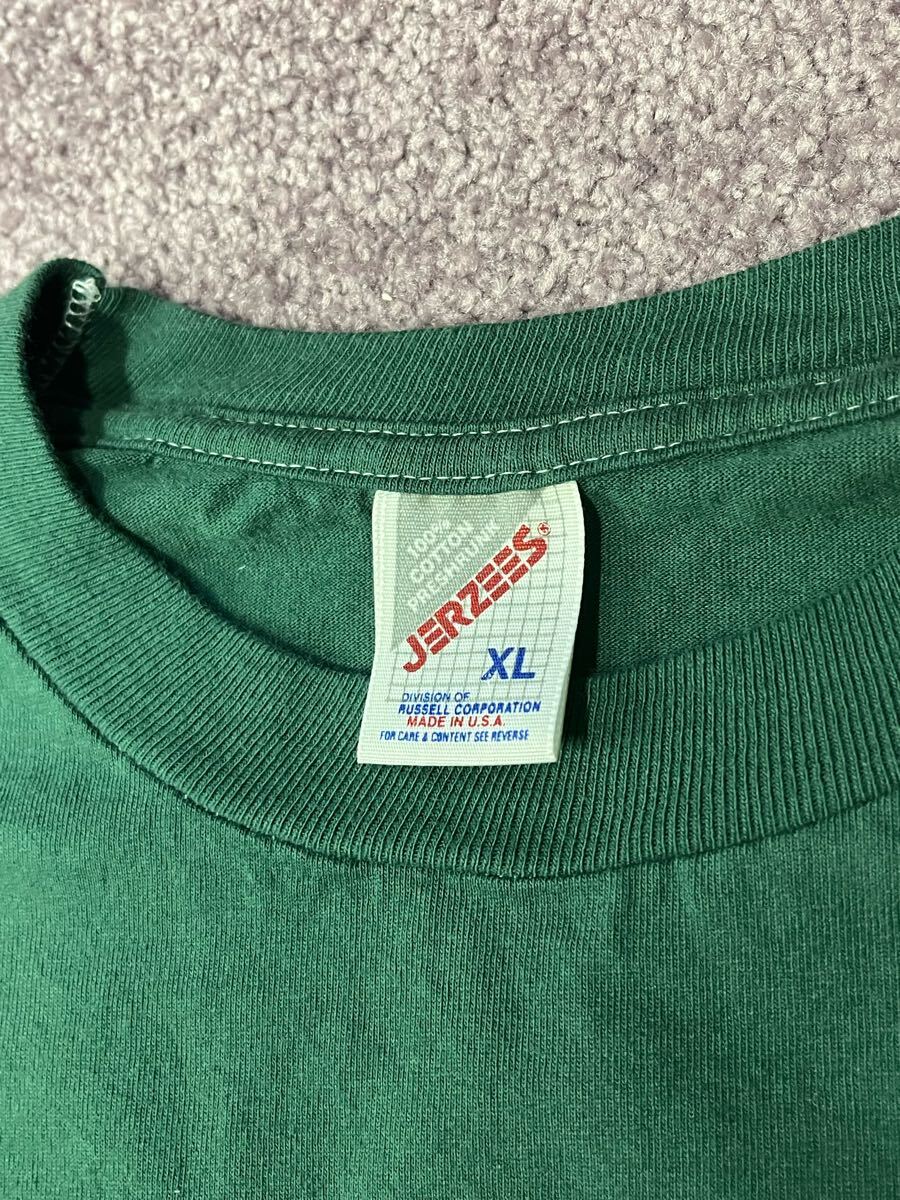 100%
COTTON
PRESHRUNK
JERZEES®
XL
DIVISION OF
RUSSELL CORPORATION
MADE IN U.S.A.
FOR CARE & CONTENT SEE REVERSE